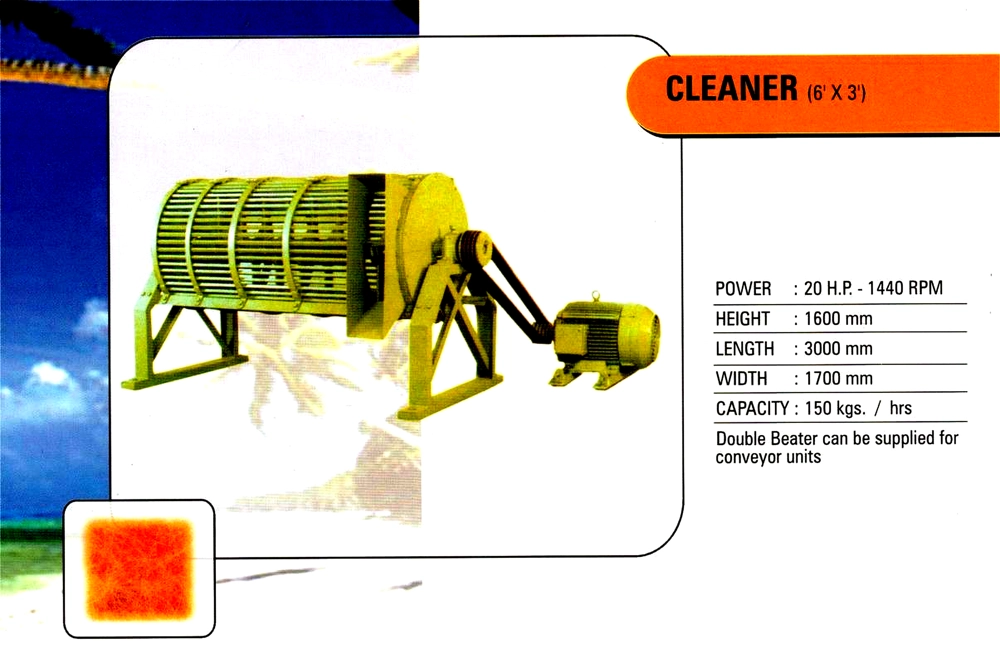 CLEANER (6' X 3')
POWER : 20 H.P. - 1440 RPM
HEIGHT : 1600 mm
LENGTH : 3000 mm
WIDTH : 1700 mm
CAPACITY : 150 kgs. / hrs
Double Beater can be supplied for
conveyor units